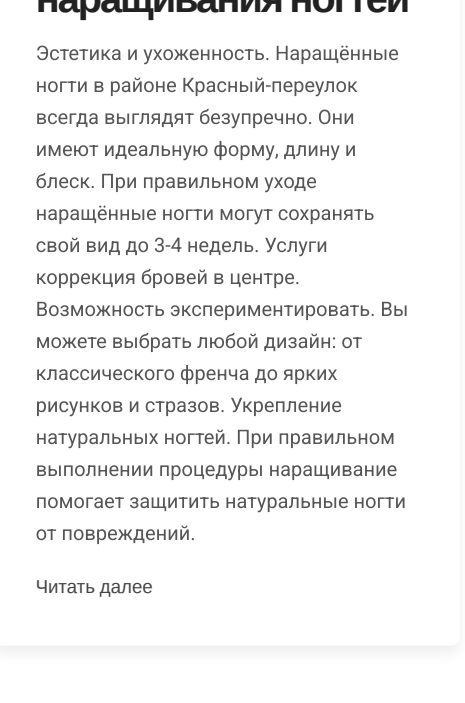 наращивания ногтей
Эстетика и ухоженность. Наращённые
ногти в районе Красный-переулок
всегда выглядят безупречно. Они
имеют идеальную форму, длину и
блеск. При правильном уходе
наращённые ногти могут сохранять
свой вид до 3-4 недель. Услуги
коррекция бровей в центре.
Возможность экспериментировать. Вы
можете выбрать любой дизайн: от
классического френча до ярких
рисунков и стразов. Укрепление
натуральных ногтей. При правильном
выполнении процедуры наращивание
помогает защитить натуральные ногти
от повреждений.
Читать далее